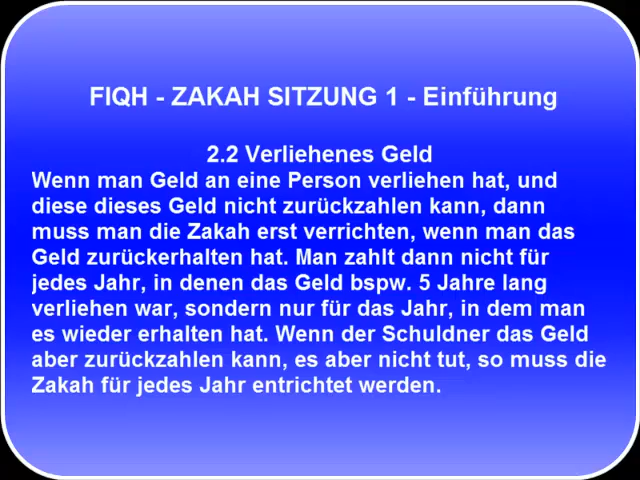 FIQH - ZAKAH SITZUNG 1 - Einführung
2.2 Verliehenes Geld
Wenn man Geld an eine Person verliehen hat, und
diese dieses Geld nicht zurückzahlen kann, dann
muss man die Zakah erst verrichten, wenn man das
Geld zurückerhalten hat. Man zahlt dann nicht für
jedes Jahr, in denen das Geld bspw. 5 Jahre lang
verliehen war, sondern nur für das Jahr, in dem man
es wieder erhalten hat. Wenn der Schuldner das Geld
aber zurückzahlen kann, es aber nicht tut, so muss die
Zakah für jedes Jahr entrichtet werden.